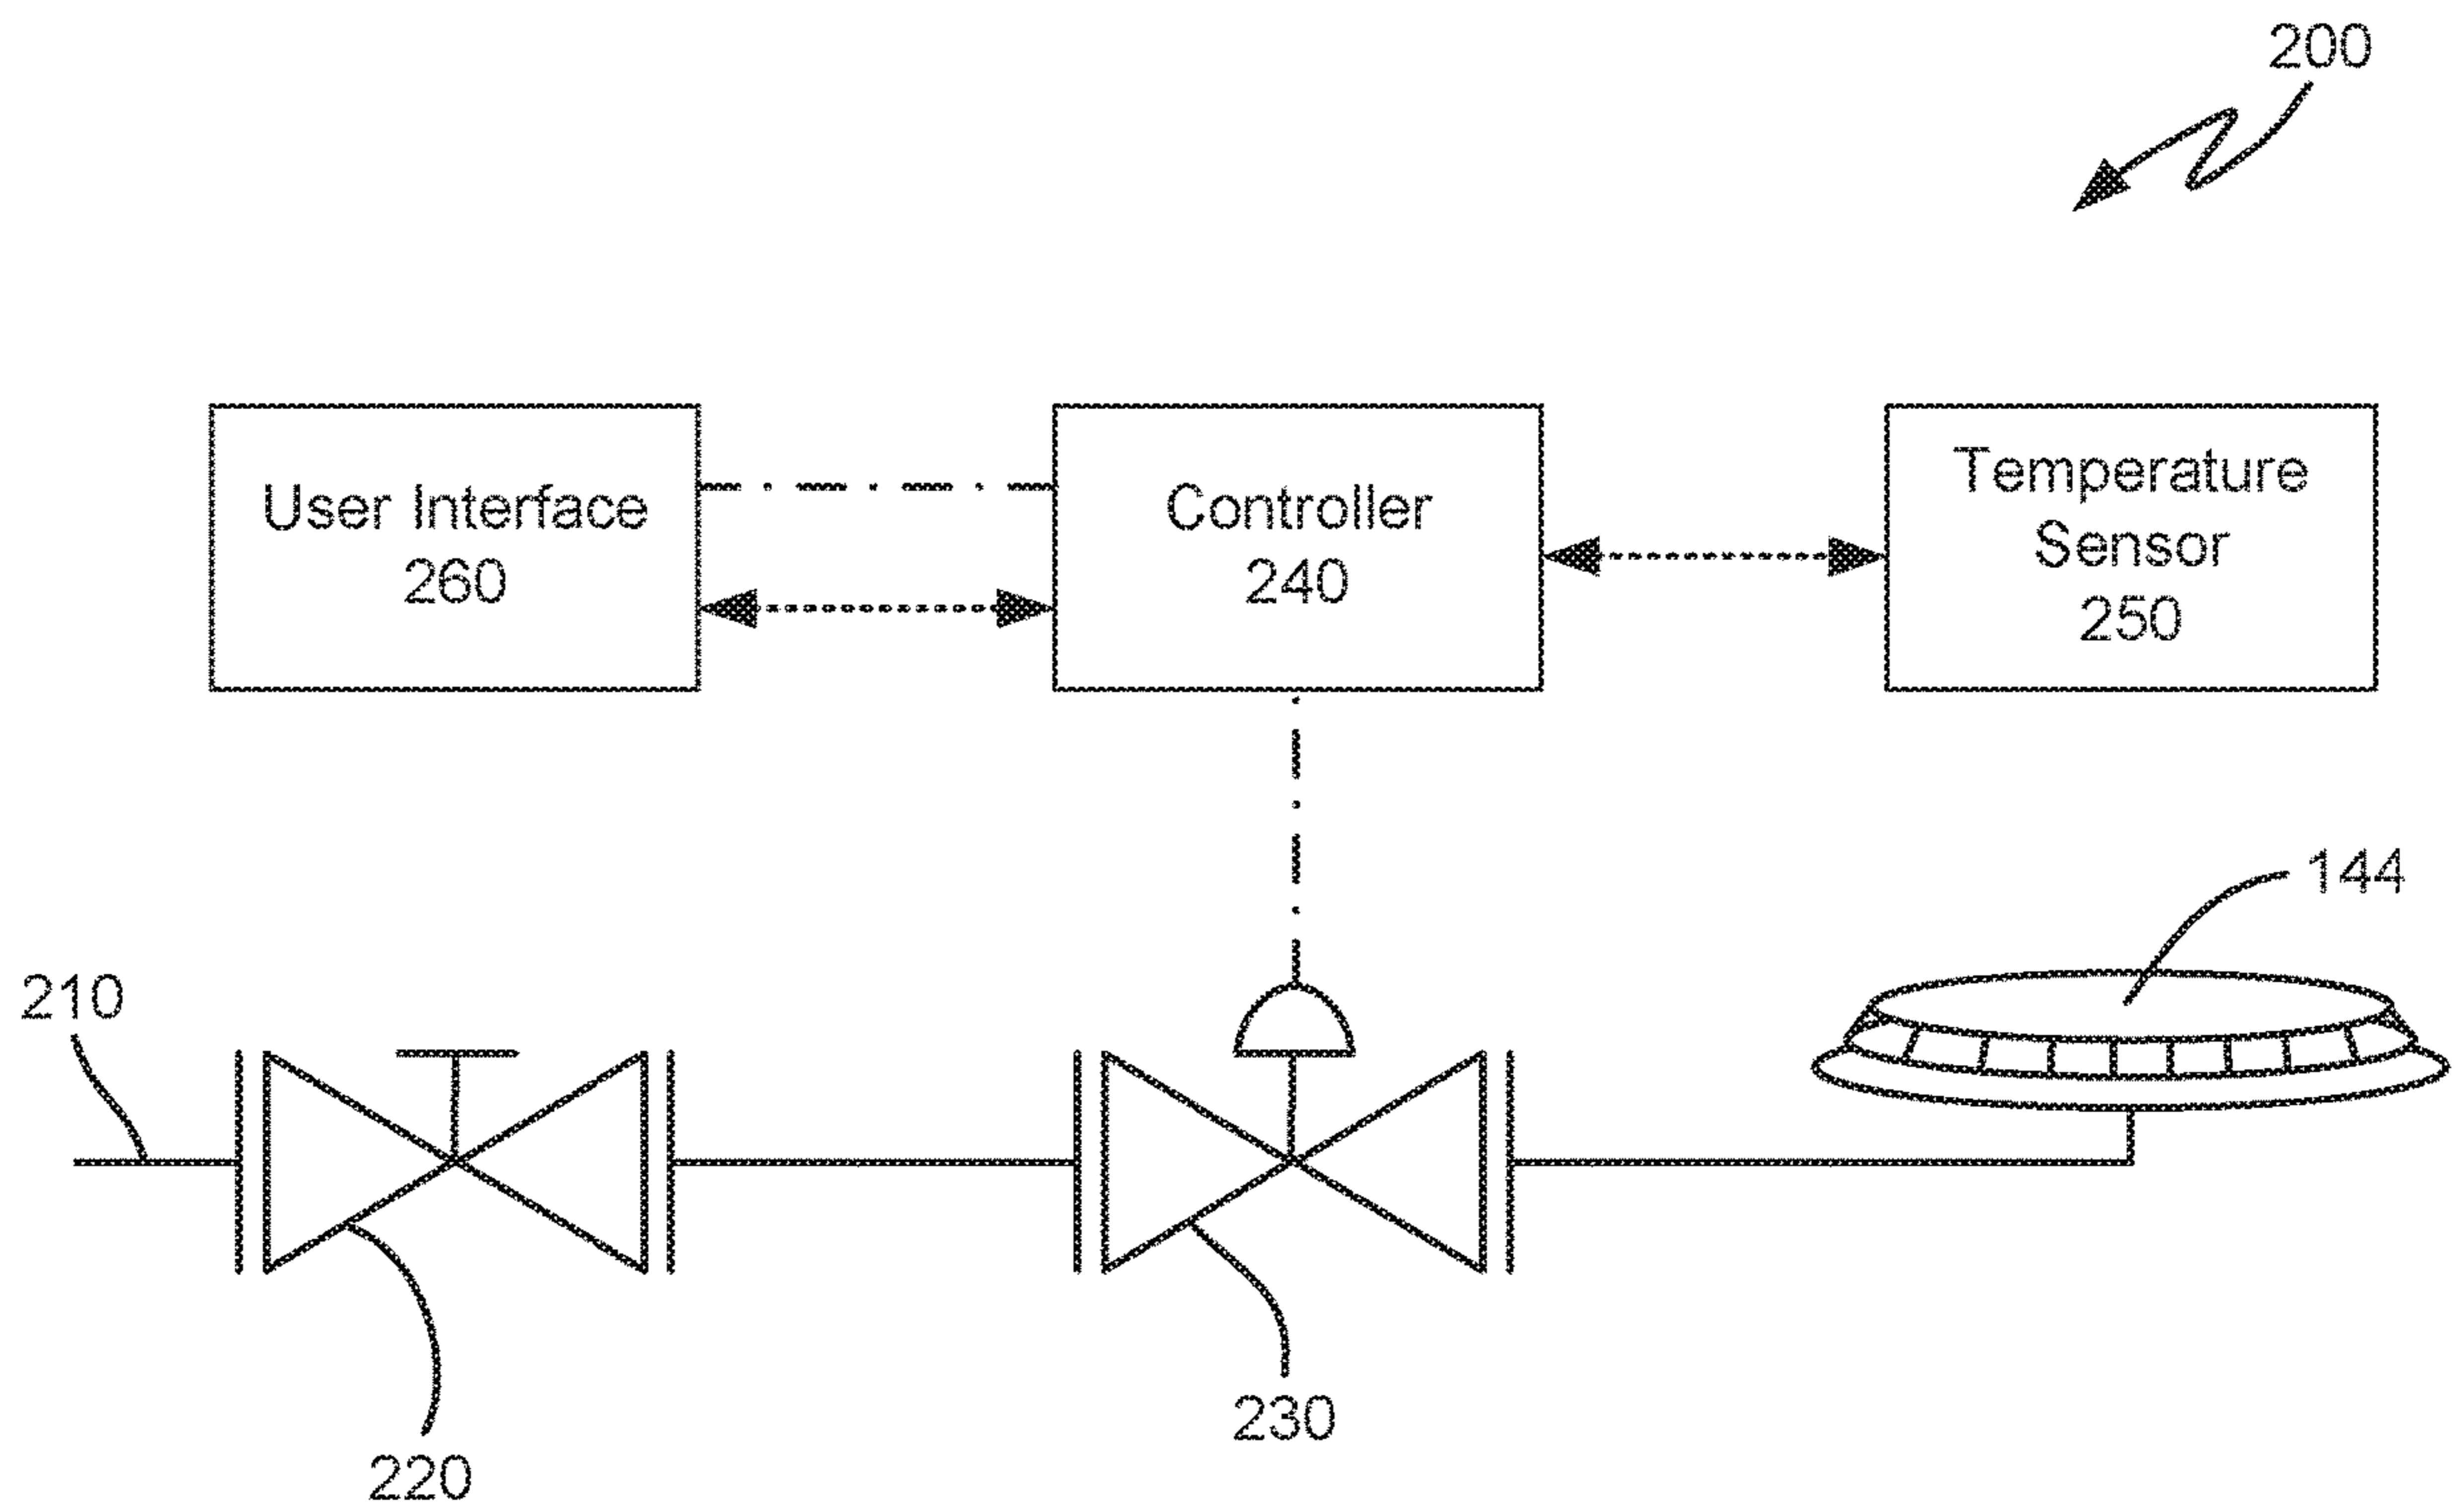 200
User Interface
260
Controller
240
Temperature
Sensor
250
144
210
230
220